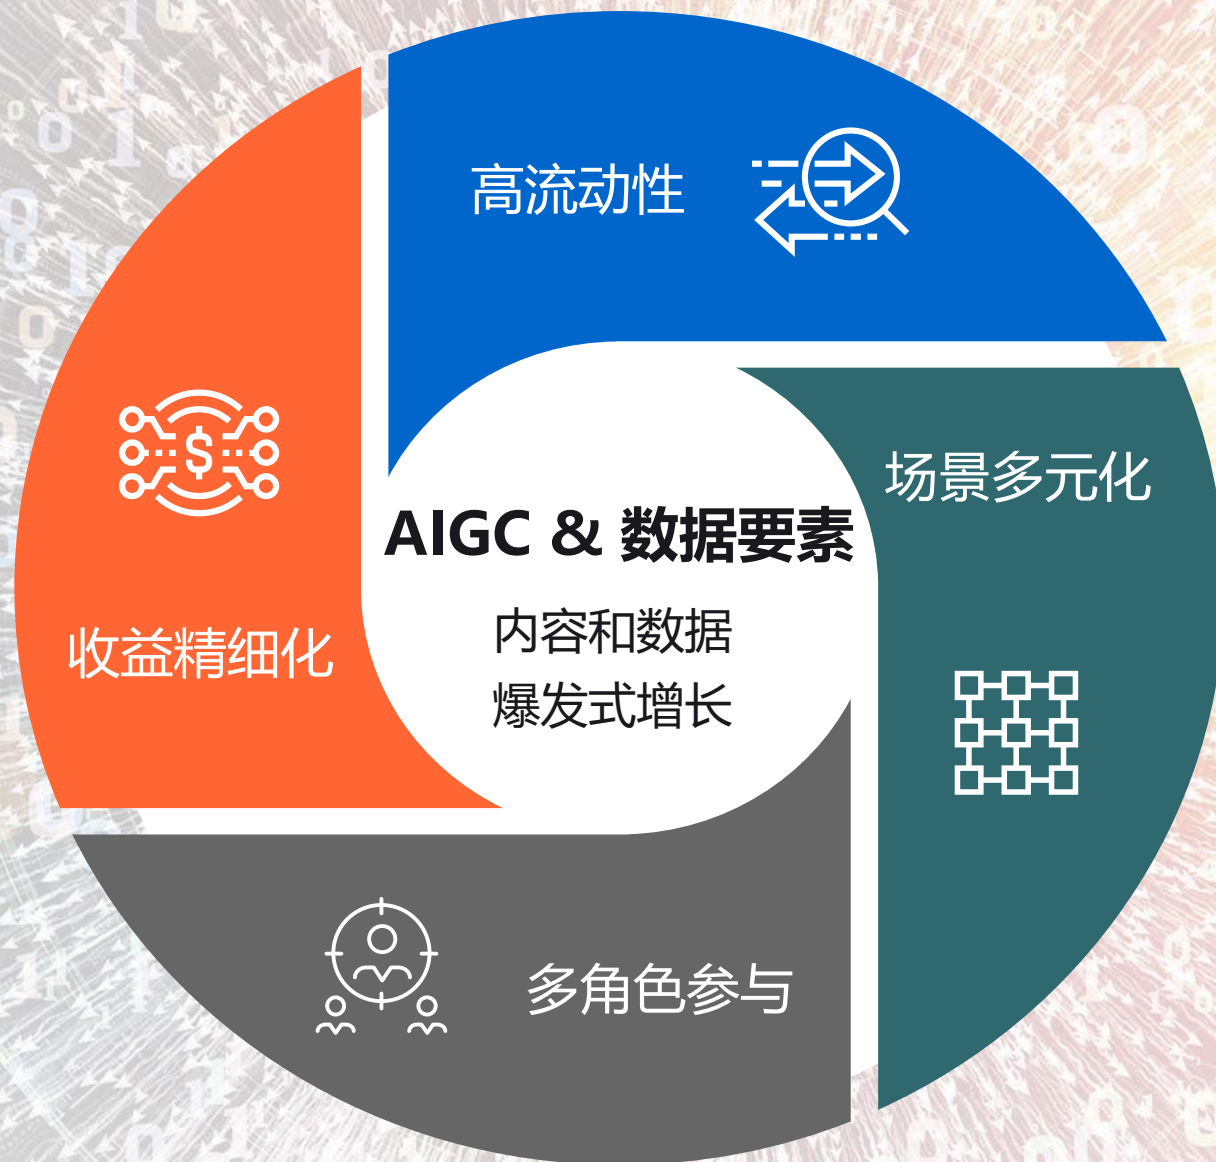 高流动性
场景多元化
AIGC & 数据要素
内容和数据
爆发式增长
收益精细化
多角色参与